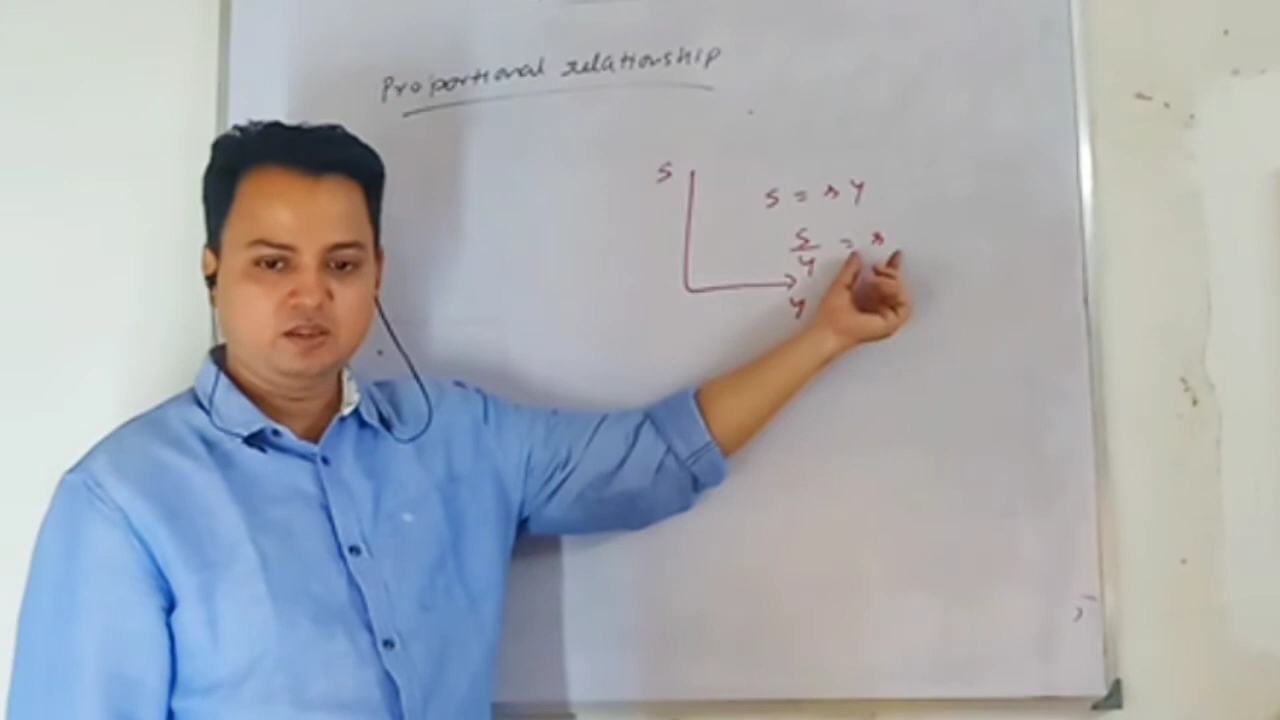 Proportional relationship
S
S = s Y
S/Y = s
Y